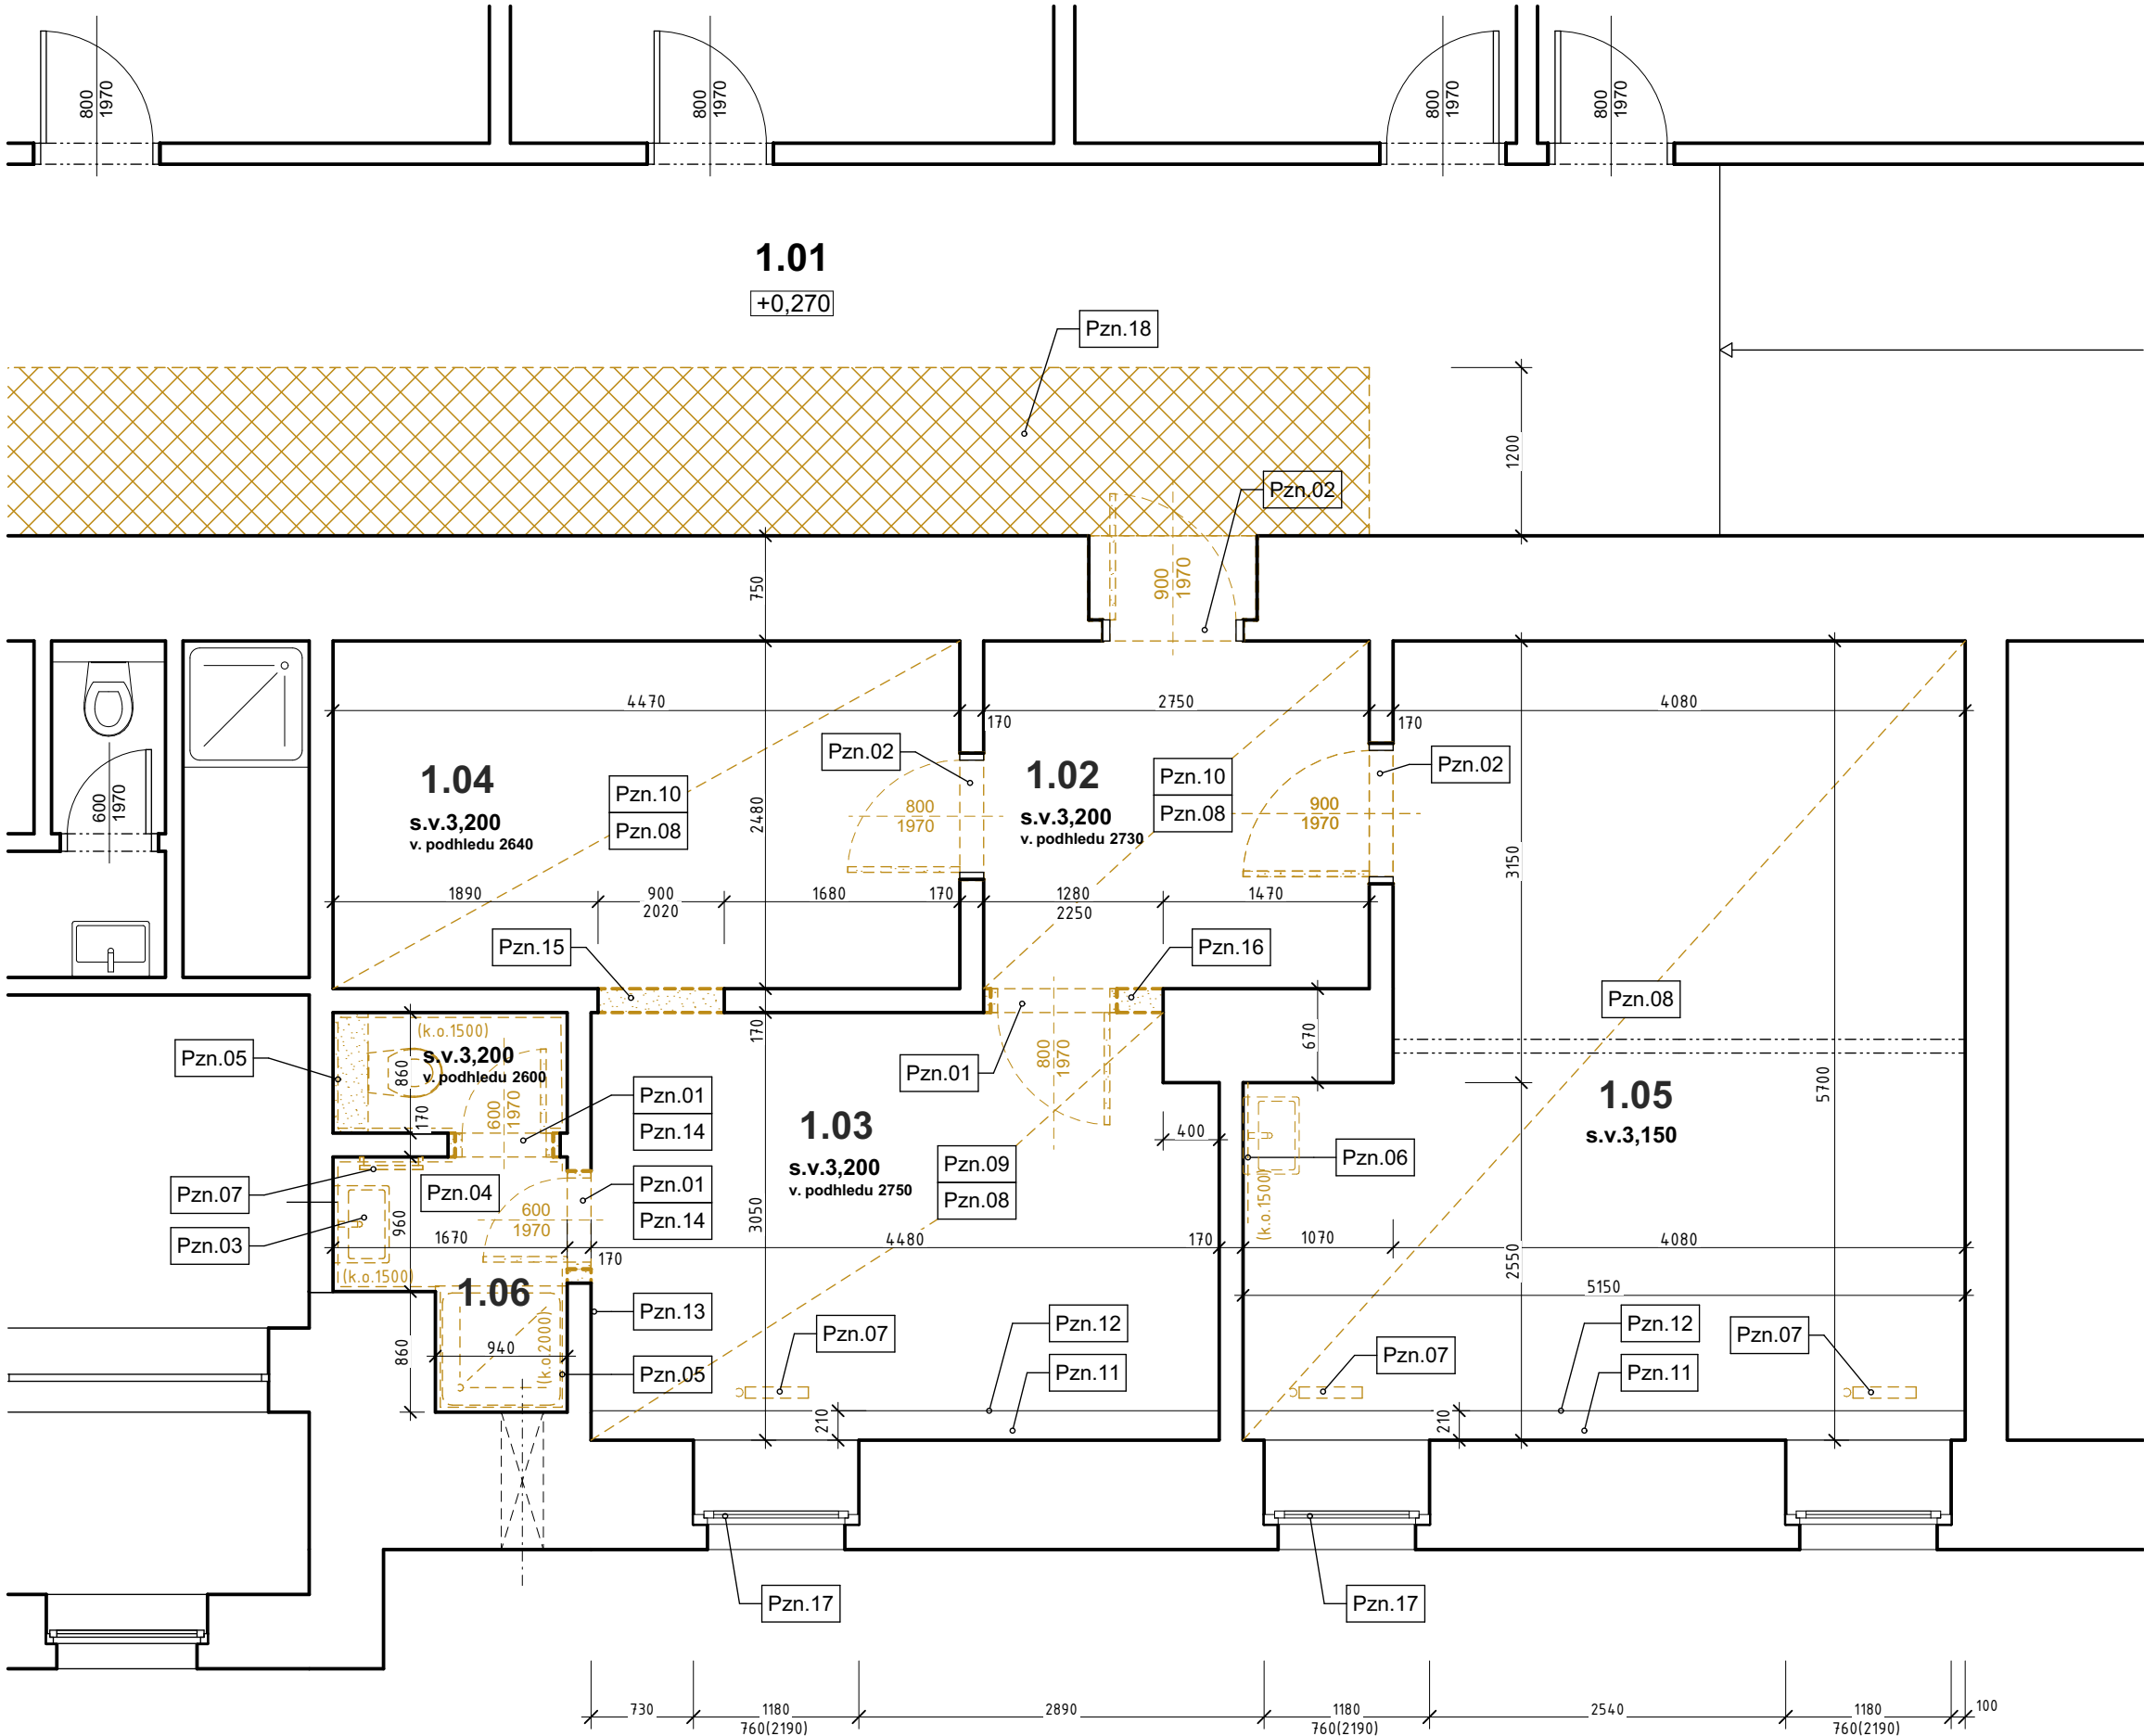 800
1970
800
1970
800
1970
800
1970
1.01
+0,270
Pzn.18
1200
Pzn.02
900
1970
750
4470
170
2750
170
4080
Pzn.02
1.04
s.v.3,200
v. podhledu 2640
Pzn.10
Pzn.08
2480
800
1970
1.02
s.v.3,200
v. podhledu 2730
Pzn.10
Pzn.08
900
1970
Pzn.02
600
1970
3150
1890
900
2020
1680
170
1280
2250
1470
Pzn.15
Pzn.16
Pzn.08
170
670
(k.o.1500)
s.v.3,200
v. podhledu 2600
860
Pzn.05
170
600
1970
Pzn.01
Pzn.14
Pzn.01
800
1970
1.03
s.v.3,200
v. podhledu 2750
400
1.05
s.v.3,150
5700
Pzn.06
(k.o.1500)
Pzn.07
Pzn.04
Pzn.01
Pzn.14
Pzn.09
Pzn.08
Pzn.03
960
600
1970
3050
1670
170
4480
170
1070
2550
4080
(k.o.1500)
1.06
5150
Pzn.13
Pzn.07
Pzn.12
Pzn.12
Pzn.07
860
940
(k.o.2000)
Pzn.05
Pzn.11
Pzn.07
Pzn.11
210
210
Pzn.17
Pzn.17
730
1180
760(2190)
2890
1180
760(2190)
2540
1180
760(2190)
100